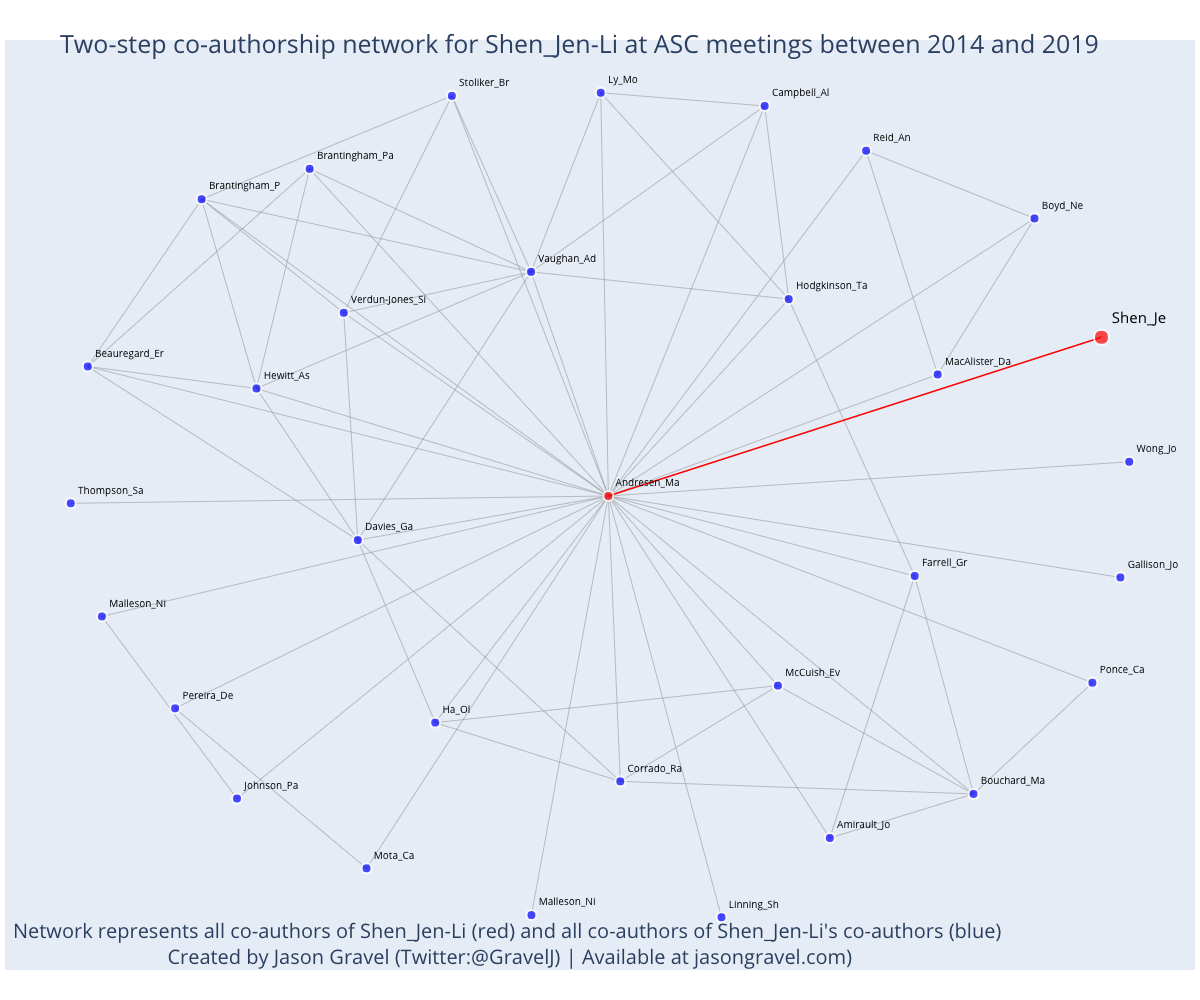 Two-step co-authorship network for Shen_Jen-Li at ASC meetings between 2014 and 2019
Stoliker_Br
Ly_Mo
Campbell_Al
Reid_An
Brantingham_Pa
Brantingham_P
Boyd_Ne
Vaughan_Ad
Hodgkinson_Ta
Verdun-Jones_Si
Shen_Je
Beauregard_Er
MacAlister_Da
Hewitt_As
Wong_Jo
Andresen_Ma
Thompson_Sa
Davies_Ga
Farrell_Gr
Gallison_Jo
Malleson_Ni
Ponce_Ca
McCuish_Ev
Pereira_De
Ha_Ol
Corrado_Ra
Bouchard_Ma
Johnson_Pa
Amirault_Jo
Mota_Ca
Malleson_Ni
Linning_Sh
Network represents all co-authors of Shen_Jen-Li (red) and all co-authors of Shen_Jen-Li's co-authors (blue)
Created by Jason Gravel (Twitter:@GravelJ) | Available at jasongravel.com)